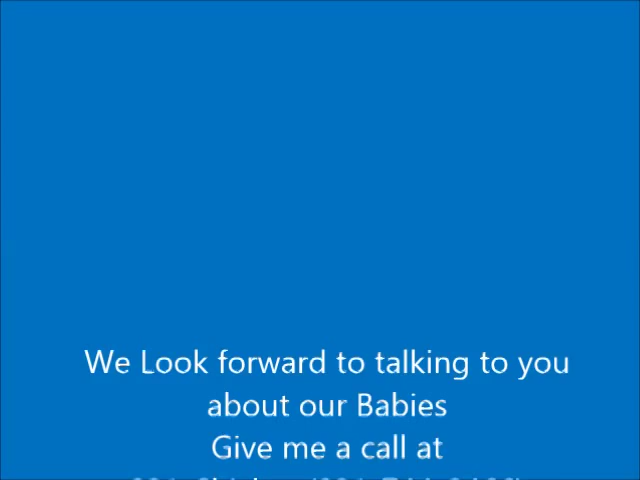 We Look forward to talking to you
about our Babies
Give me a call at